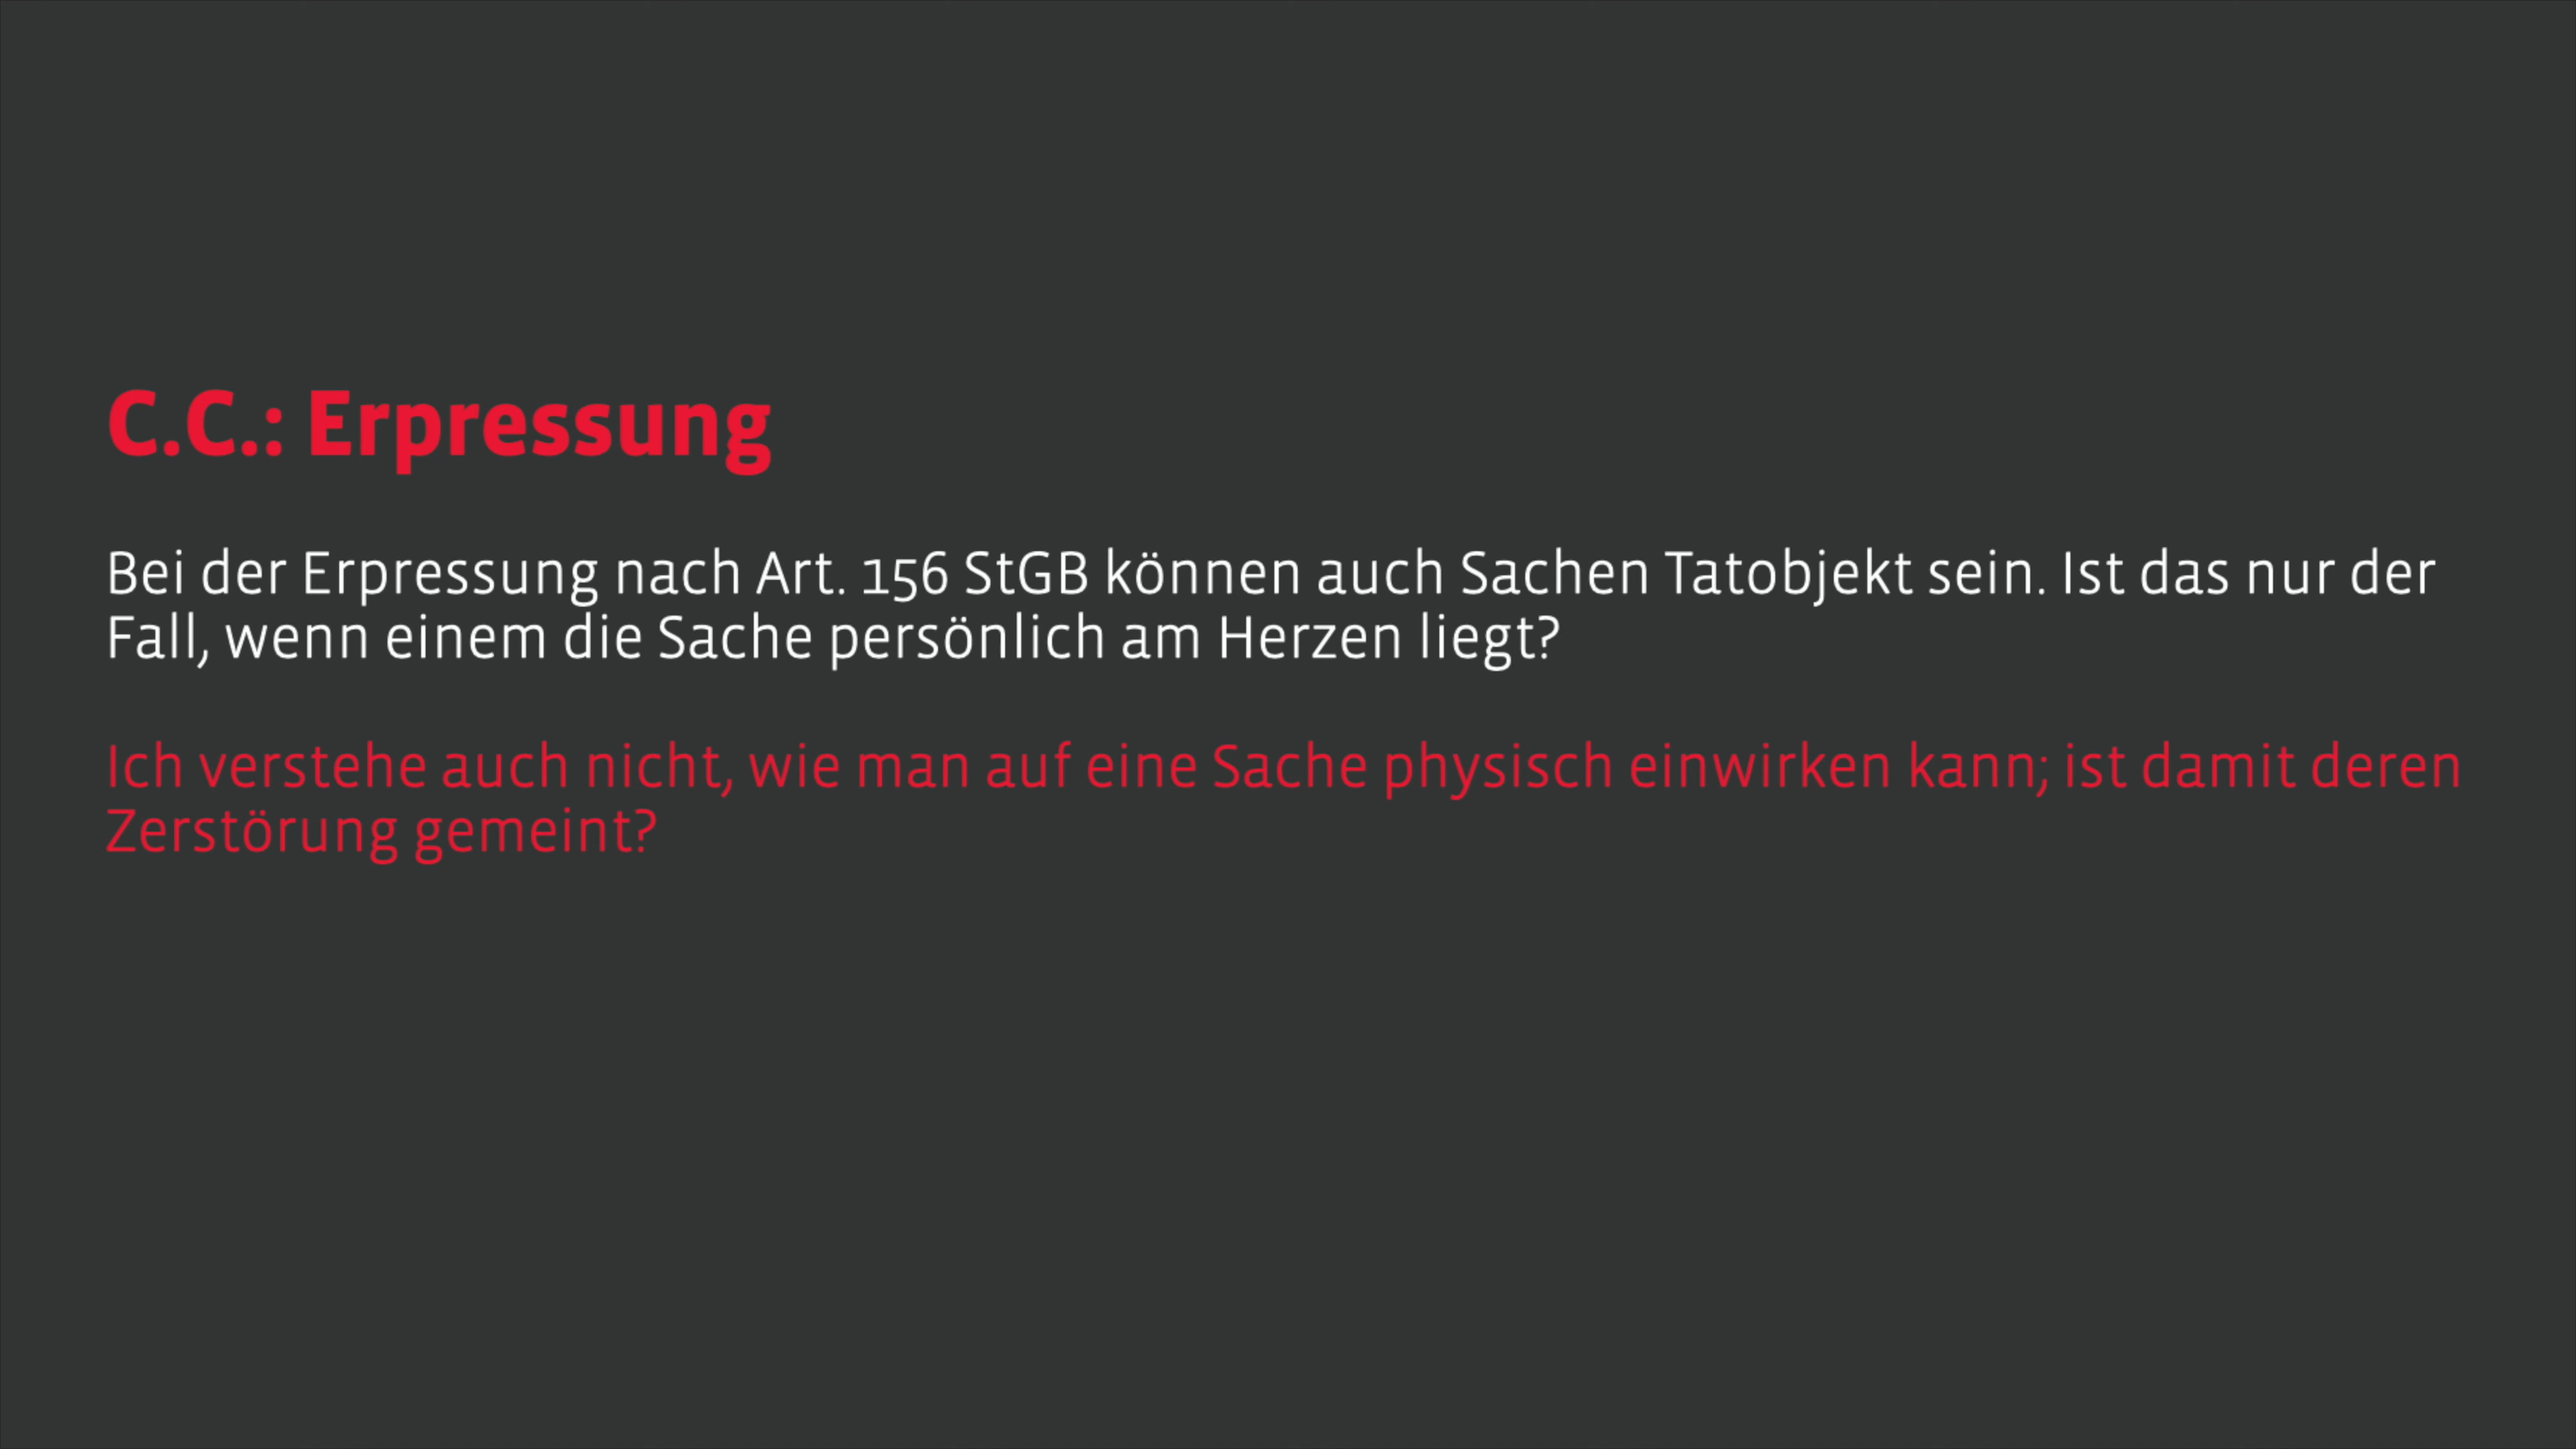 C.C.: Erpressung
Bei der Erpressung nach Art. 156 StGB können auch Sachen Tatobjekt sein. Ist das nur der
Fall, wenn einem die Sache persönlich am Herzen liegt?
Ich verstehe auch nicht, wie man auf eine Sache physisch einwirken kann; ist damit deren
Zerstörung gemeint?